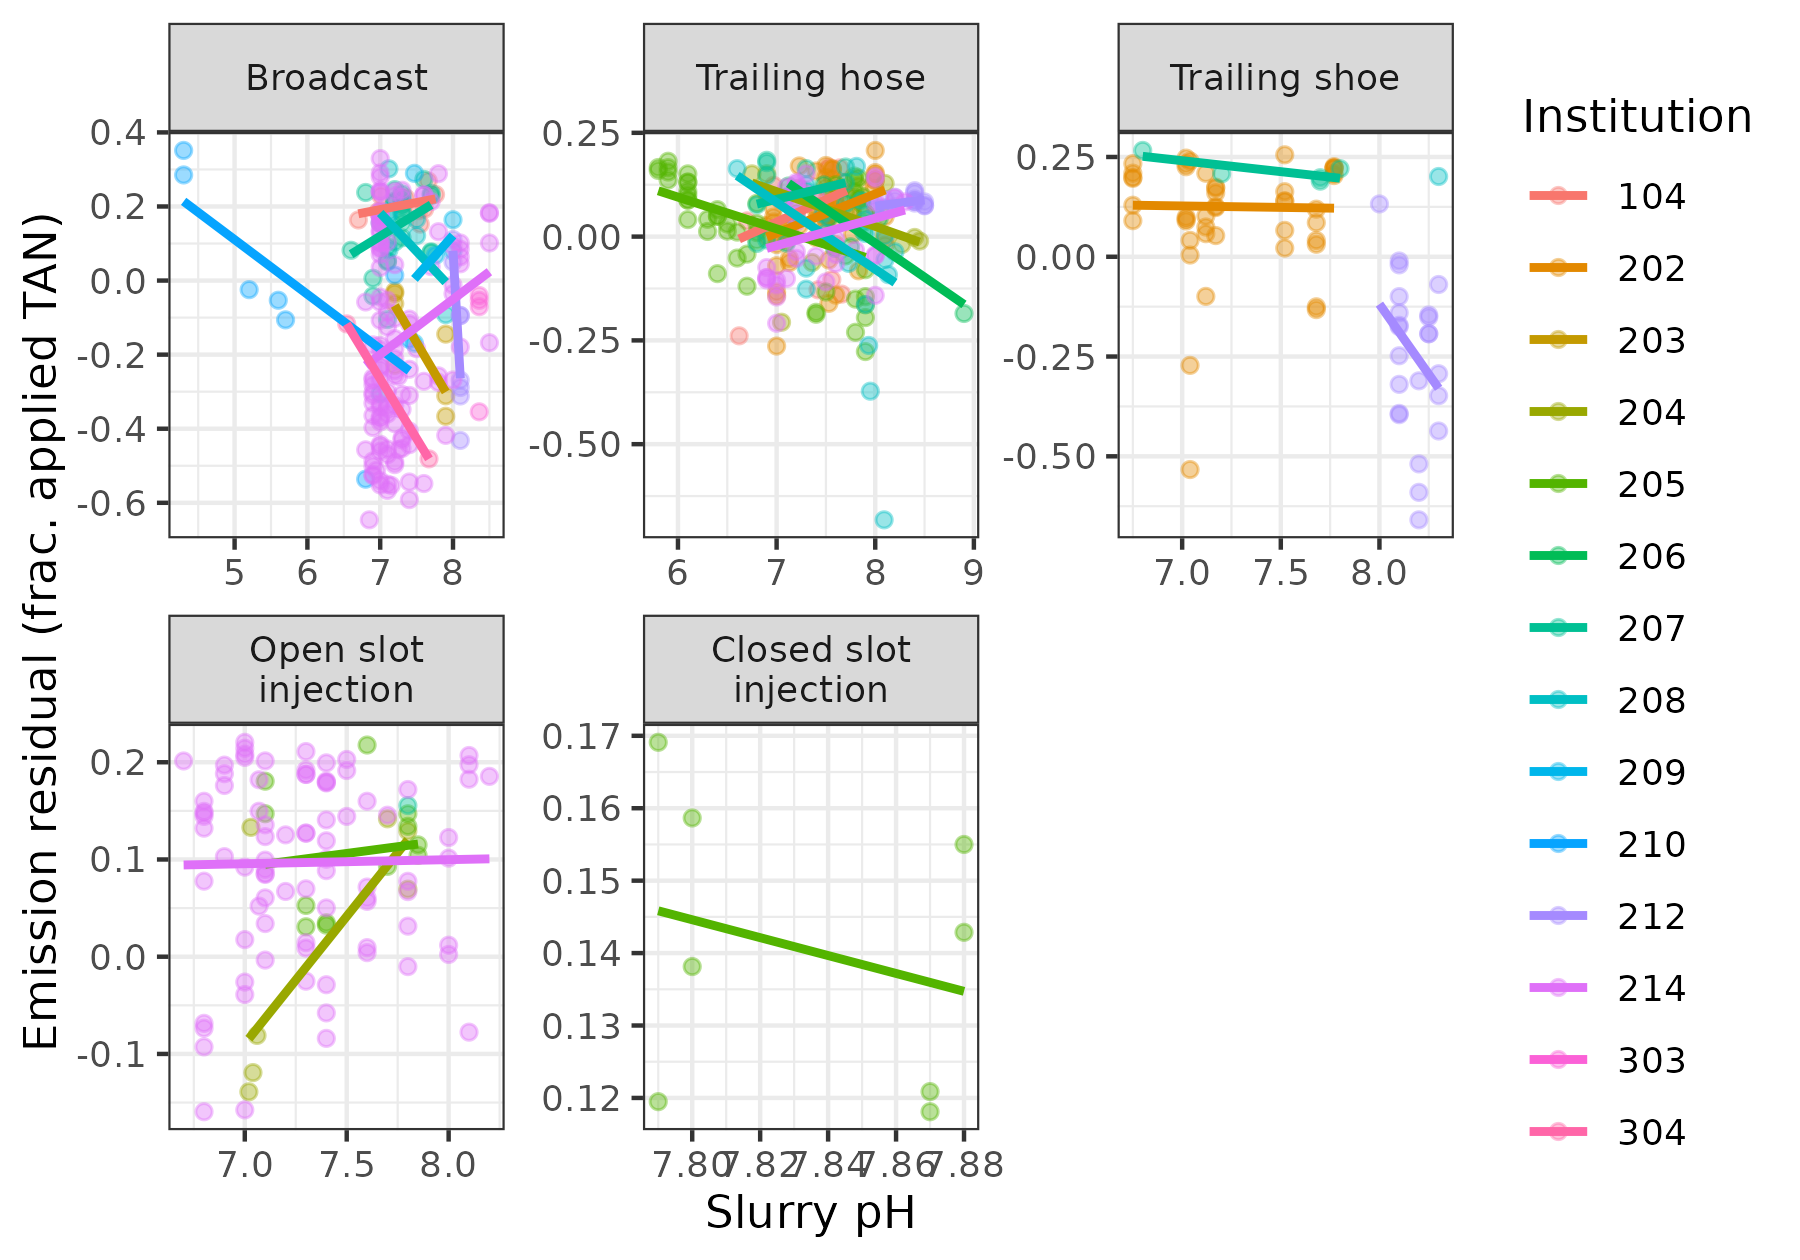 Broadcast
Trailing hose
Trailing shoe
0.4
0.2
0.0
-0.2
-0.4
-0.6
5 6 7 8
0.25
0.00
-0.25
-0.50
6 7 8 9
0.25
0.00
-0.25
-0.50
7.0 7.5 8.0
Open slot
injection
Closed slot
injection
0.2
0.1
0.0
-0.1
7.0 7.5 8.0
0.17
0.16
0.15
0.14
0.13
0.12
7.80 7.82 7.84 7.86 7.88
Slurry pH
Emission residual (frac. applied TAN)
Institution
104
202
203
204
205
206
207
208
209
210
212
214
303
304